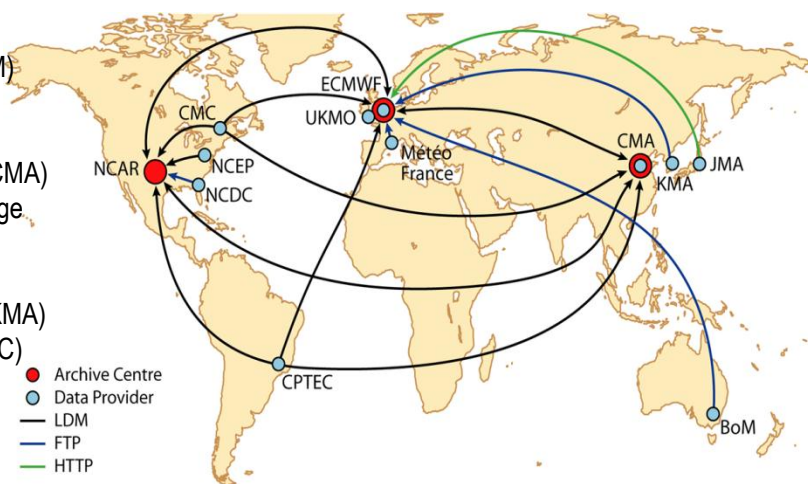 M)
CMA)
ge
KMA)
C)
ECMWF
UKMO
CMC
NCAR
NCEP
NCDC
Météo
France
CMA
KMA
JMA
CPTEC
BoM
Archive Centre
Data Provider
LDM
FTP
HTTP